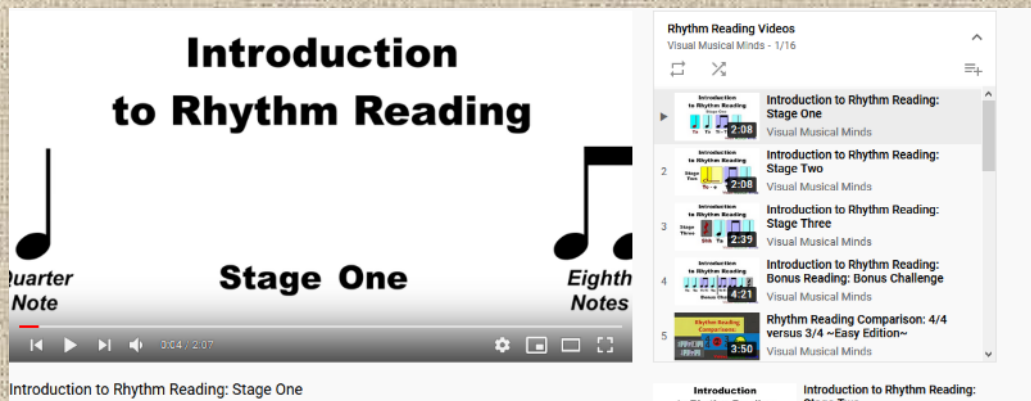 Introduction
to Rhythm Reading
Quarter
Note
Stage One
Eighth
Notes
0:04 / 2:07
Introduction to Rhythm Reading: Stage One
Rhythm Reading Videos
Visual Musical Minds - 1/16
Introduction to Rhythm Reading:
Stage One
Visual Musical Minds
2:08
2
Introduction to Rhythm Reading:
Stage Two
Visual Musical Minds
2:08
3
Introduction to Rhythm Reading:
Stage Three
Visual Musical Minds
2:39
4
Introduction to Rhythm Reading:
Bonus Reading: Bonus Challenge
Visual Musical Minds
4:21
5
Rhythm Reading Comparison: 4/4
versus 3/4 ~Easy Edition~
Visual Musical Minds
3:50
Introduction
Introduction to Rhythm Reading:
Stage Two